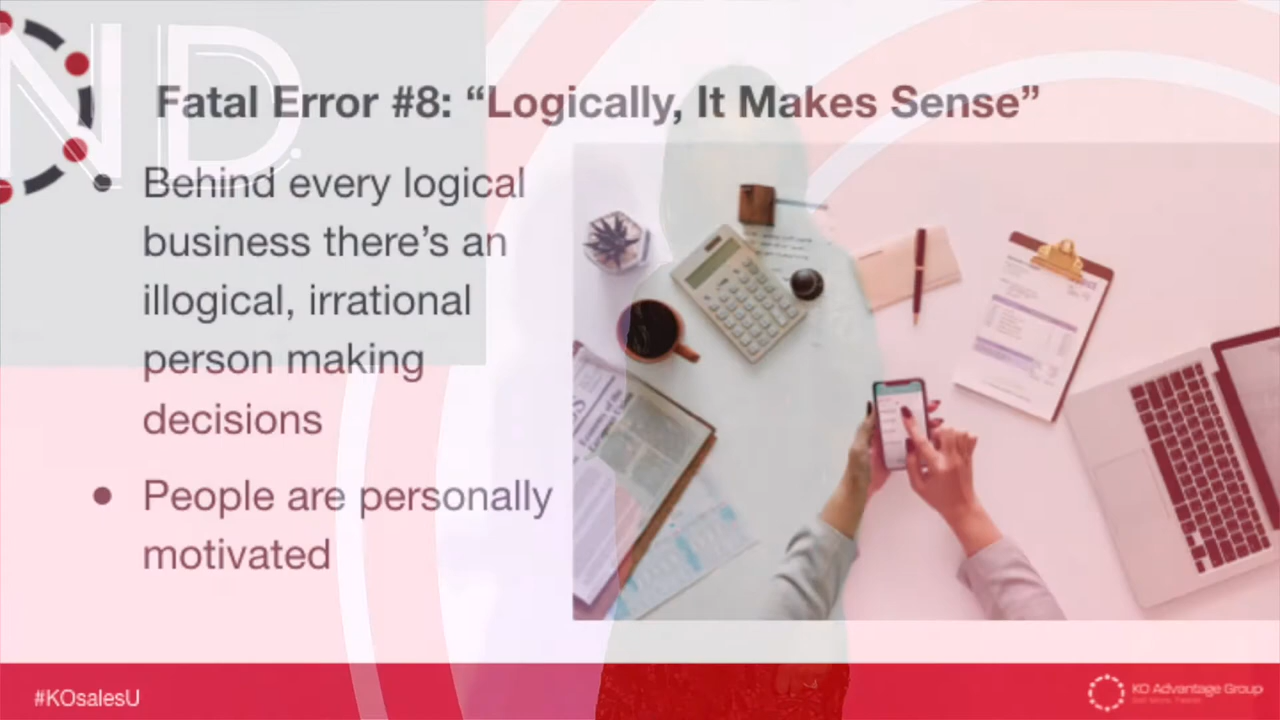 ND.
Fatal Error #8: “Logically, It Makes Sense”
Behind every logical
business there’s an
illogical, irrational
person making
decisions
People are personally
motivated
#KOsalesU
KO Advantage Group